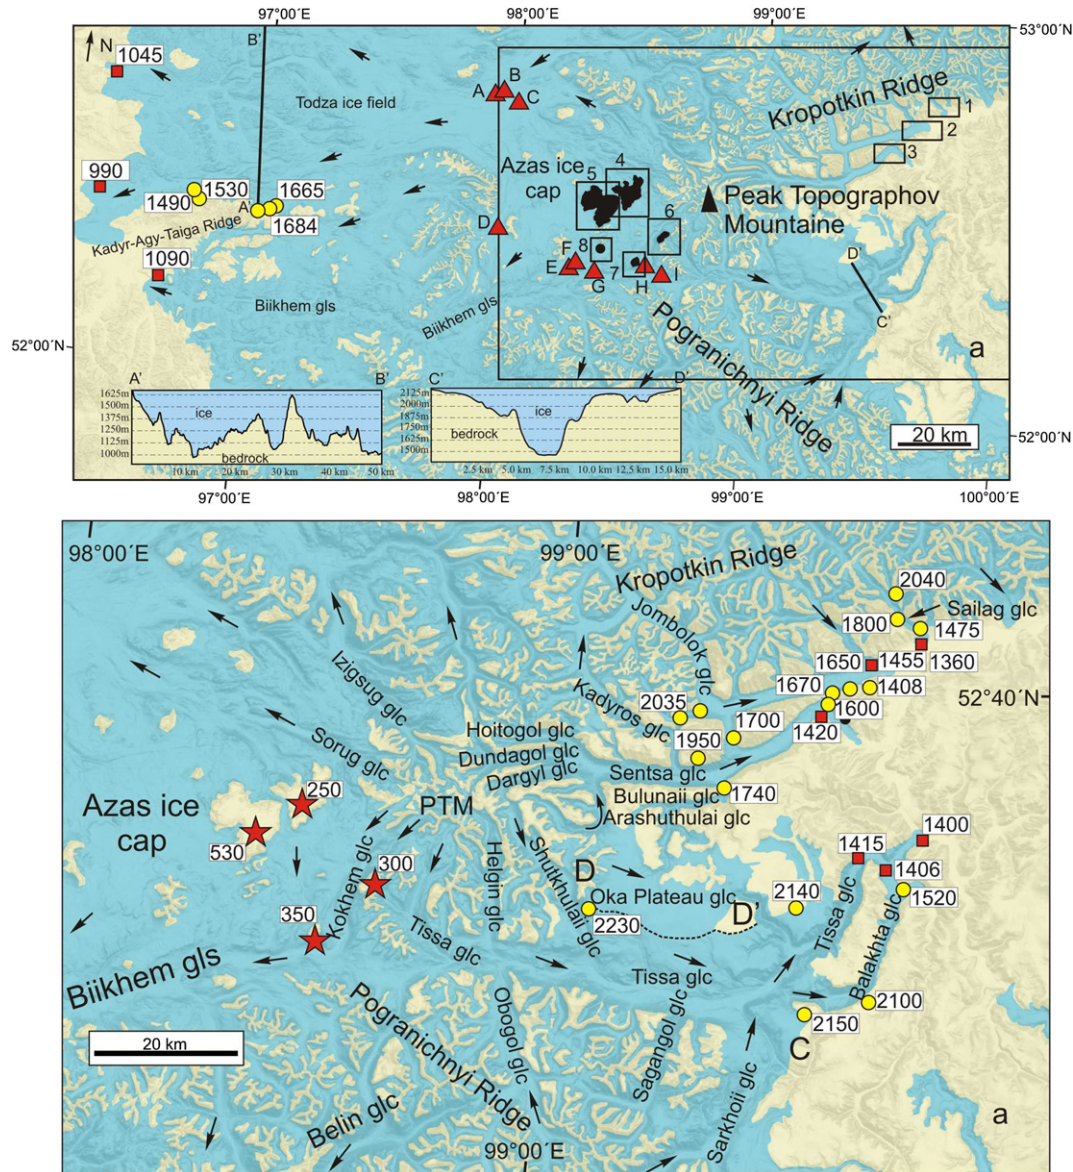 97°00´E
98°00´E
99°00´E
53°00´N
N
1045
B'
Todza ice field
A
B
C
Kropotkin Ridge
1
2
3
990
1530
1490
1665
1684
A'
Kadyr-Agy-Taiga Ridge
Azas ice
cap
5
4
6
Peak Topographov
Mountaine
D
F
8
E
G
7
H
I
D'
C'
1090
Biikhem gls
Biikhem gls
Pogranichnyi Ridge
52°00´N
a
A'
B'
1625m
1500m
1375m
1250m
1125m
1000m
ice
bedrock
10 km
20 km
30 km
40 km
50 km
C'
D'
2125m
2000m
1875m
1750m
1625m
1500m
ice
bedrock
2.5 km
5.0 km
7.5 km
10.0 km
12.5 km
15.0 km
20 km
52°00´N
97°00´E
98°00´E
99°00´E
100°00´E
98°00´E
99°00´E
Kropotkin Ridge
2040
Sailag glc
Jombolok glc
1800
1475
1650
1455
1360
Izigsug glc
Kadyros glc
2035
1670
1408
52°40´N
1600
Hoitogol glc
1700
1420
Sorug glc
Dundagol glc
1950
Dargyl glc
Sentsa glc
250
Bulunaii glc
1740
Azas ice
cap
PTM
Arashuthulai glc
530
1415
1400
Kokhem glc
300
Helgin glc
Shutkhulaii glc
D
1406
Oka Plateau glc
2140
1520
D'
350
2230
Tissa glc
Tissa glc
Balakhta glc
Biikhem gls
Tissa glc
Pogranichnyi Ridge
Obogol glc
Sagangol glc
2100
2150
C
20 km
Sarkhoii glc
Belin glc
a
99°00´E